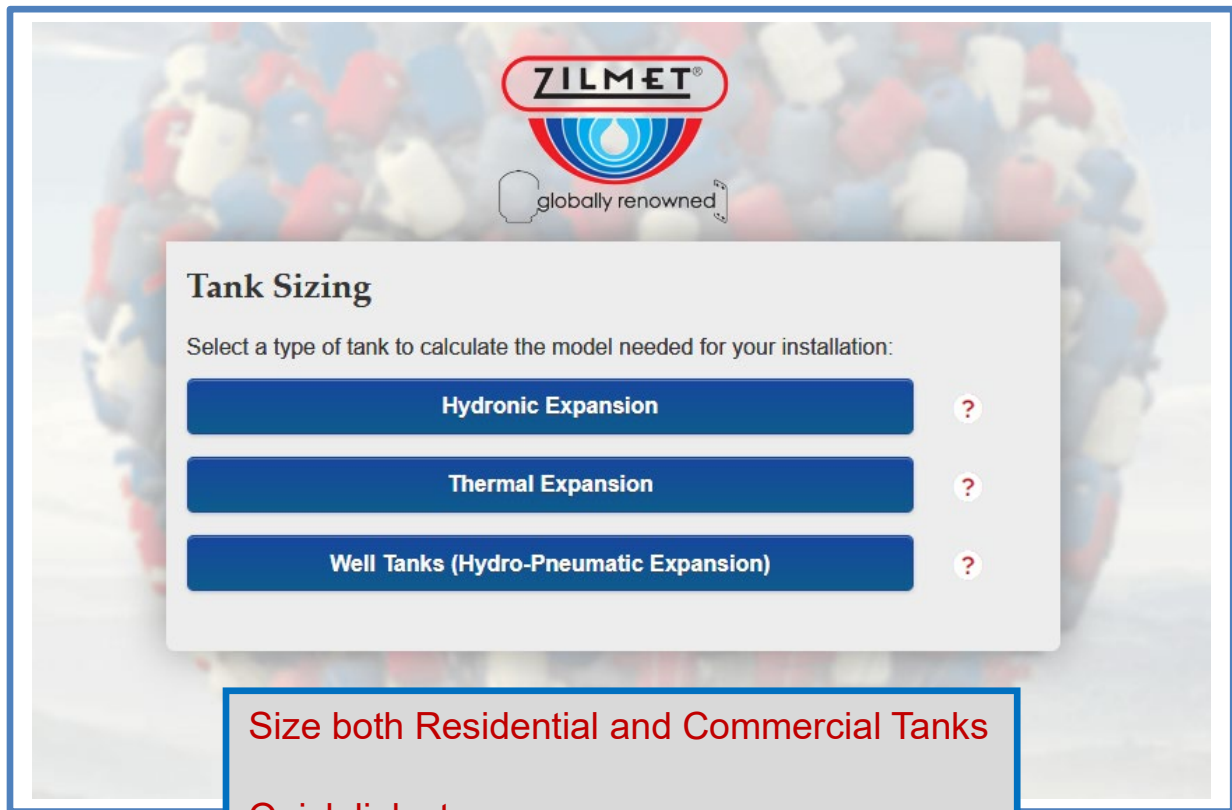 ZILMET®
globally renowned
Tank Sizing
Select a type of tank to calculate the model needed for your installation:
Hydronic Expansion
?
Thermal Expansion
?
Well Tanks (Hydro-Pneumatic Expansion)
?
Size both Residential and Commercial Tanks